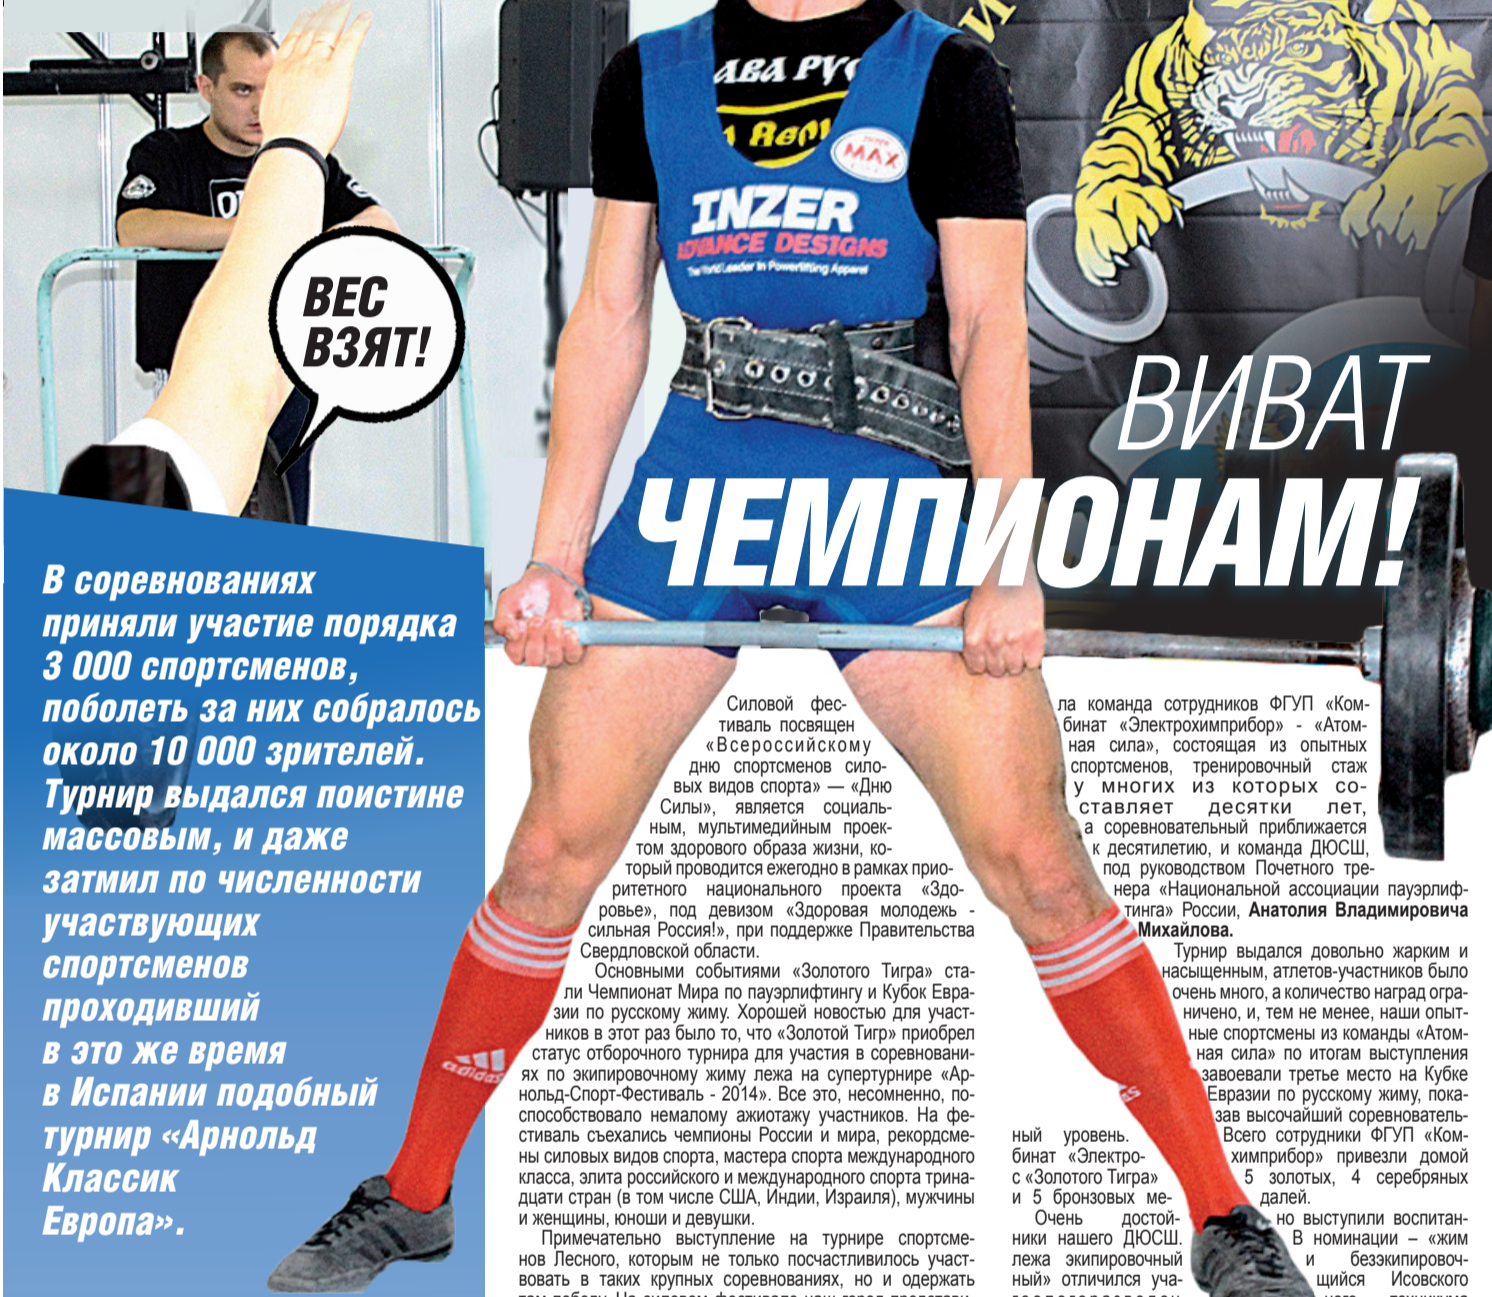 И
АВА РУС
MAX
INZER
ADVANCE DESIGNS
The World Leader in Powerlifting Apparel
ВЕС
ВЗЯТ!
ВИВАТ
ЧЕМПИОНАМ!
В соревнованиях
приняли участие порядка
3 000 спортсменов,
поболеть за них собралось
около 10 000 зрителей.
Турнир выдался поистине
массовым, и даже
затмил по численности
участвующих
спортсменов
проходивший
в это же время
в Испании подобный
турнир «Арнольд
Классик
Европа».
adidas
Силовой фес-
тиваль посвящен
«Всероссийскому
дню спортсменов сило-
вых видов спорта» — «Дню
Силы», является социаль-
ным, мультимедийным проек-
том здорового образа жизни, ко-
торый проводится ежегодно в рамках прио-
ритетного национального проекта «Здо-
ровье», под девизом «Здоровая молодежь -
сильная Россия!», при поддержке Правительства
Свердловской области.
Основными событиями «Золотого Тигра» ста-
ли Чемпионат Мира по пауэрлифтингу и Кубок Евра-
зии по русскому жиму. Хорошей новостью для участ-
ников в этот раз было то, что «Золотой Тигр» приобрел
статус отборочного турнира для участия в соревновани-
ях по экипировочному жиму лежа на супертурнире «Ар-
нольд-Спорт-Фестиваль - 2014». Все это, несомненно, по-
способствовало немалому ажиотажу участников. На фе-
стиваль съехались чемпионы России и мира, рекордсме-
ны силовых видов спорта, мастера спорта международного
класса, элита российского и международного спорта трина-
дцати стран (в том числе США, Индии, Израиля), мужчины
и женщины, юноши и девушки.
Примечательно выступление на турнире спортсме-
нов Лесного, которым не только посчастливилось участ-
вовать в таких крупных соревнованиях, но и одержать
ла команда сотрудников ФГУП «Ком-
бинат «Электрохимприбор» - «Атом-
ная сила», состоящая из опытных
спортсменов, тренировочный стаж
у многих из которых со-
ставляет десятки лет,
а соревновательный приближается
к десятилетию, и команда ДЮСШ,
под руководством Почетного тре-
нера «Национальной ассоциации пауэрлиф-
тинга» России, Анатолия Владимировича
Михайлова.
Турнир выдался довольно жарким и
насыщенным, атлетов-участников было
очень много, а количество наград огра-
ничено, и, тем не менее, наши опыт-
ные спортсмены из команды «Атом-
ная сила» по итогам выступления
завоевали третье место на Кубке
Евразии по русскому жиму, пока-
зав высочайший соревнователь-
ный уровень. Всего сотрудники ФГУП «Ком-
бинат «Электро- химприбор» привезли домой
с «Золотого Тигра» 5 золотых, 4 серебряных
и 5 бронзовых ме- далей.
Очень достой- но выступили воспитан-
ники нашего ДЮСШ. В номинации – «жим
лежа экипировочный и безэкипировоч-
ный» отличился уча- щийся Исовского